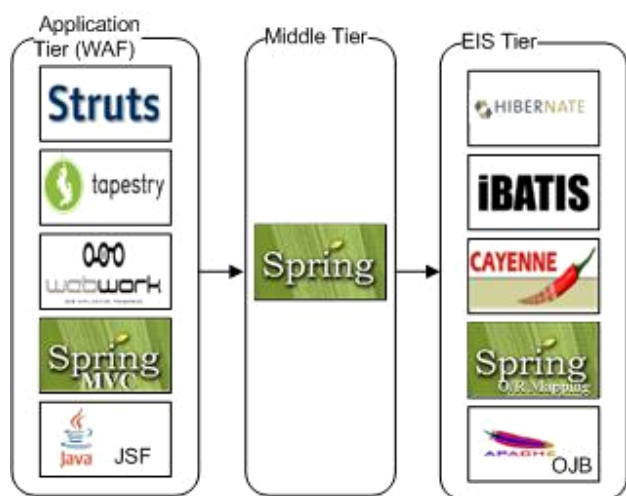 Application
Tier (WAF)
Struts
tapestry
webwork
Spring
MVC
Java
JSF
Middle Tier
Spring
EIS Tier
HIBERNATE
iBATIS
CAYENNE
Spring
O/R Mapping
APACHE
OJB